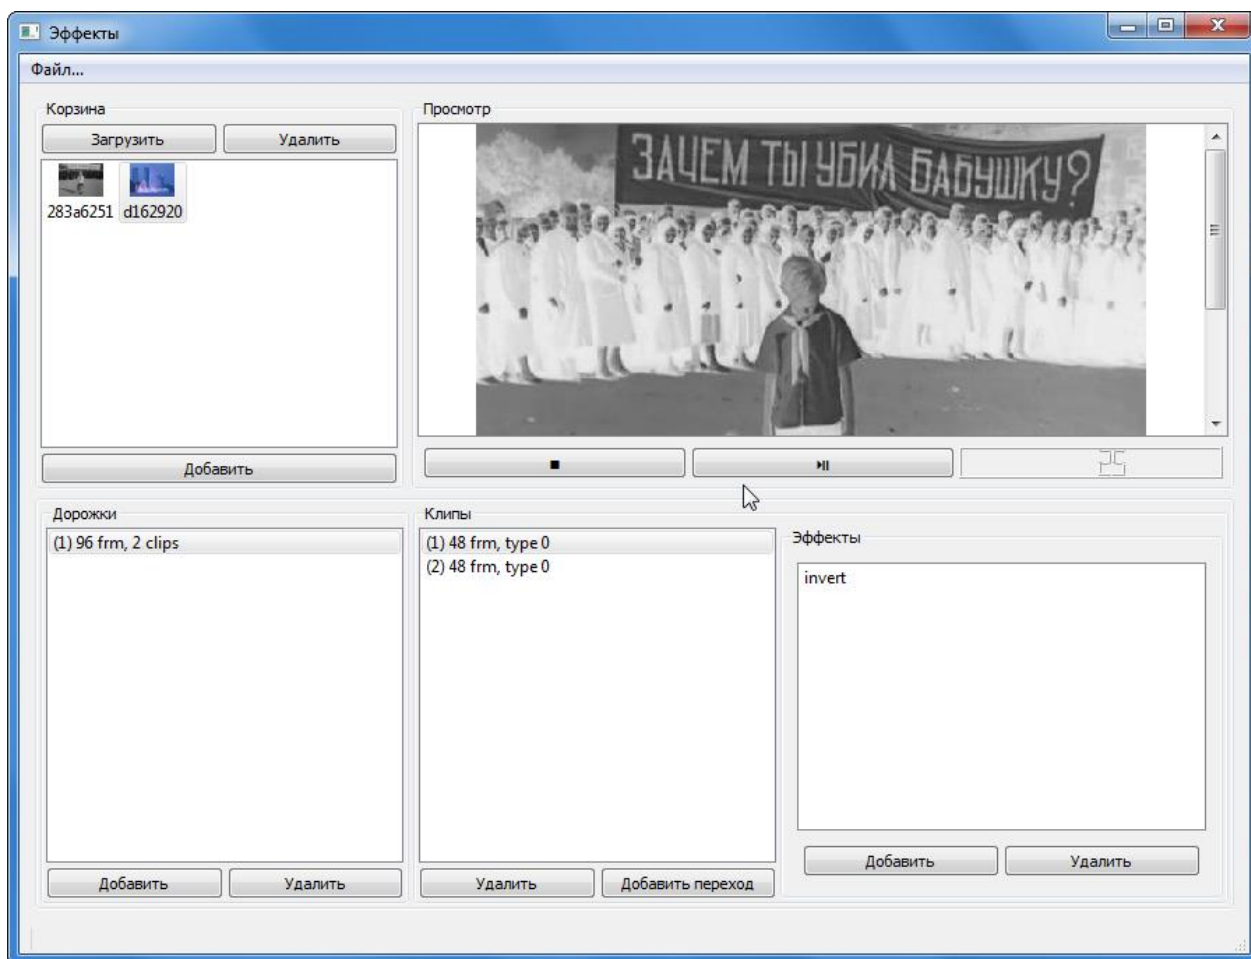 Эффекты
Файл...
Корзина
Загрузить
Удалить
283a6251
d162920
Добавить
Просмотр
ЗАЧЕМ ТЫ УБИЛ БАБУШКУ?
Дорожки
(1) 96 frm, 2 clips
Добавить
Удалить
Клипы
(1) 48 frm, type 0
(2) 48 frm, type 0
Удалить
Добавить переход
Эффекты
invert
Добавить
Удалить